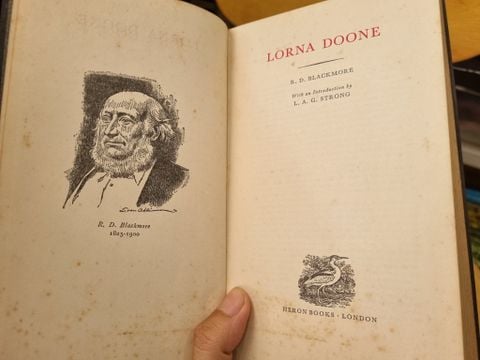 R. D. Blackmore
1825-1900
LORNA DOONE
R. D. BLACKMORE
With an Introduction by
L. A. G. STRONG
HERON BOOKS · LONDON